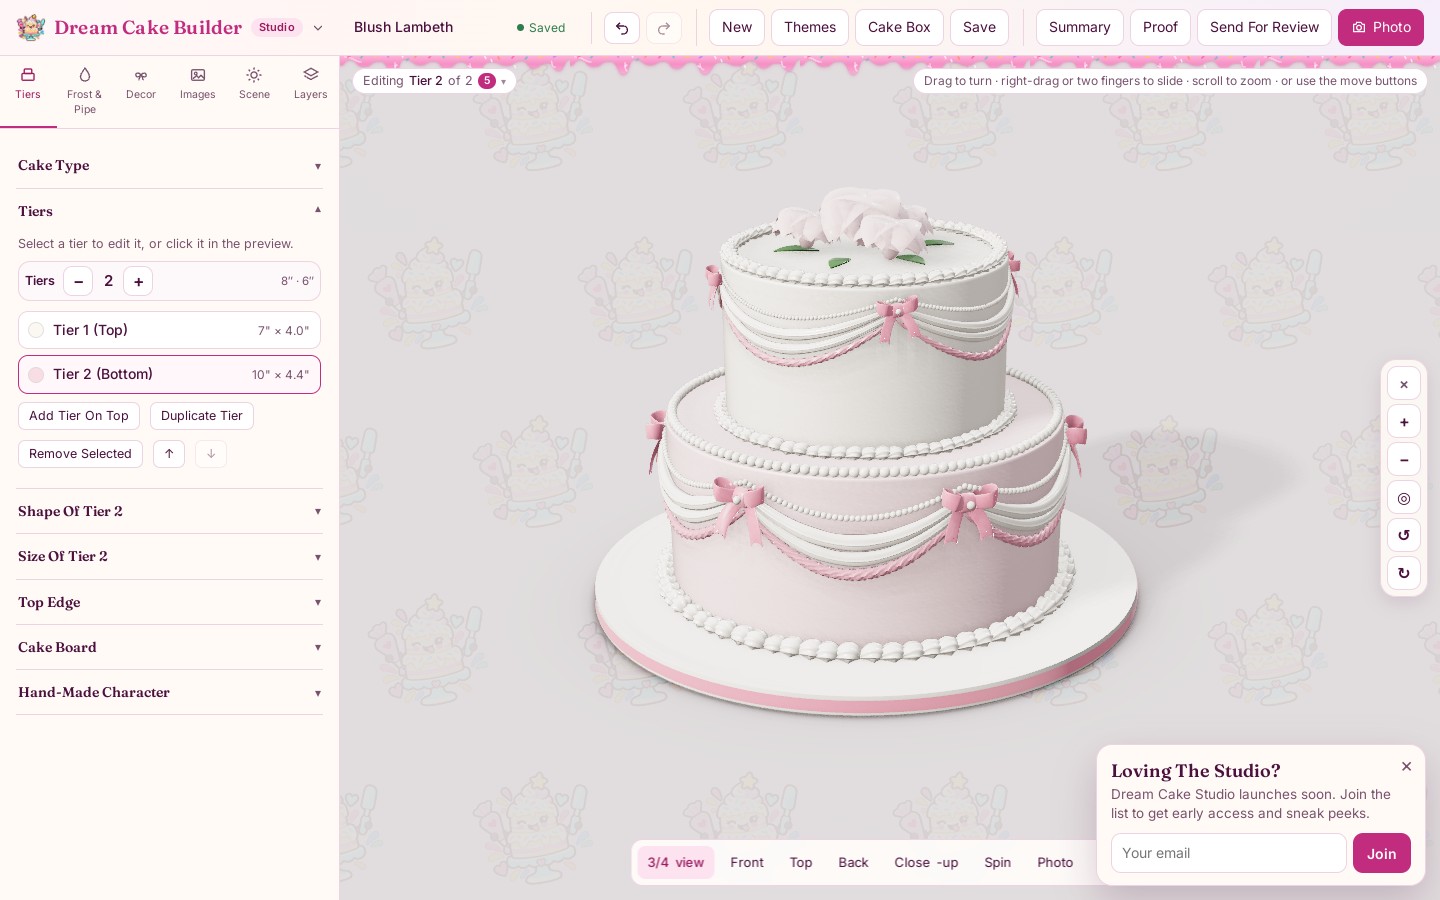 Dream Cake Builder Studio
Blush Lambeth
Saved
New
Themes
Cake Box
Save
Summary
Proof
Send For Review
Photo
Tiers
Frost &
Pipe
Decor
Images
Scene
Layers
Editing Tier 2 of 2 5
Drag to turn · right-drag or two fingers to slide · scroll to zoom · or use the move buttons
Cake Type
Tiers
Select a tier to edit it, or click it in the preview.
Tiers − 2 + 8" · 6"
Tier 1 (Top) 7" × 4.0"
Tier 2 (Bottom) 10" × 4.4"
Add Tier On Top
Duplicate Tier
Remove Selected ↑ ↓
Shape Of Tier 2
Size Of Tier 2
Top Edge
Cake Board
Hand-Made Character
3/4 view
Front
Top
Back
Close -up
Spin
Photo
Loving The Studio?
Dream Cake Studio launches soon. Join the
list to get early access and sneak peeks.
Your email
Join